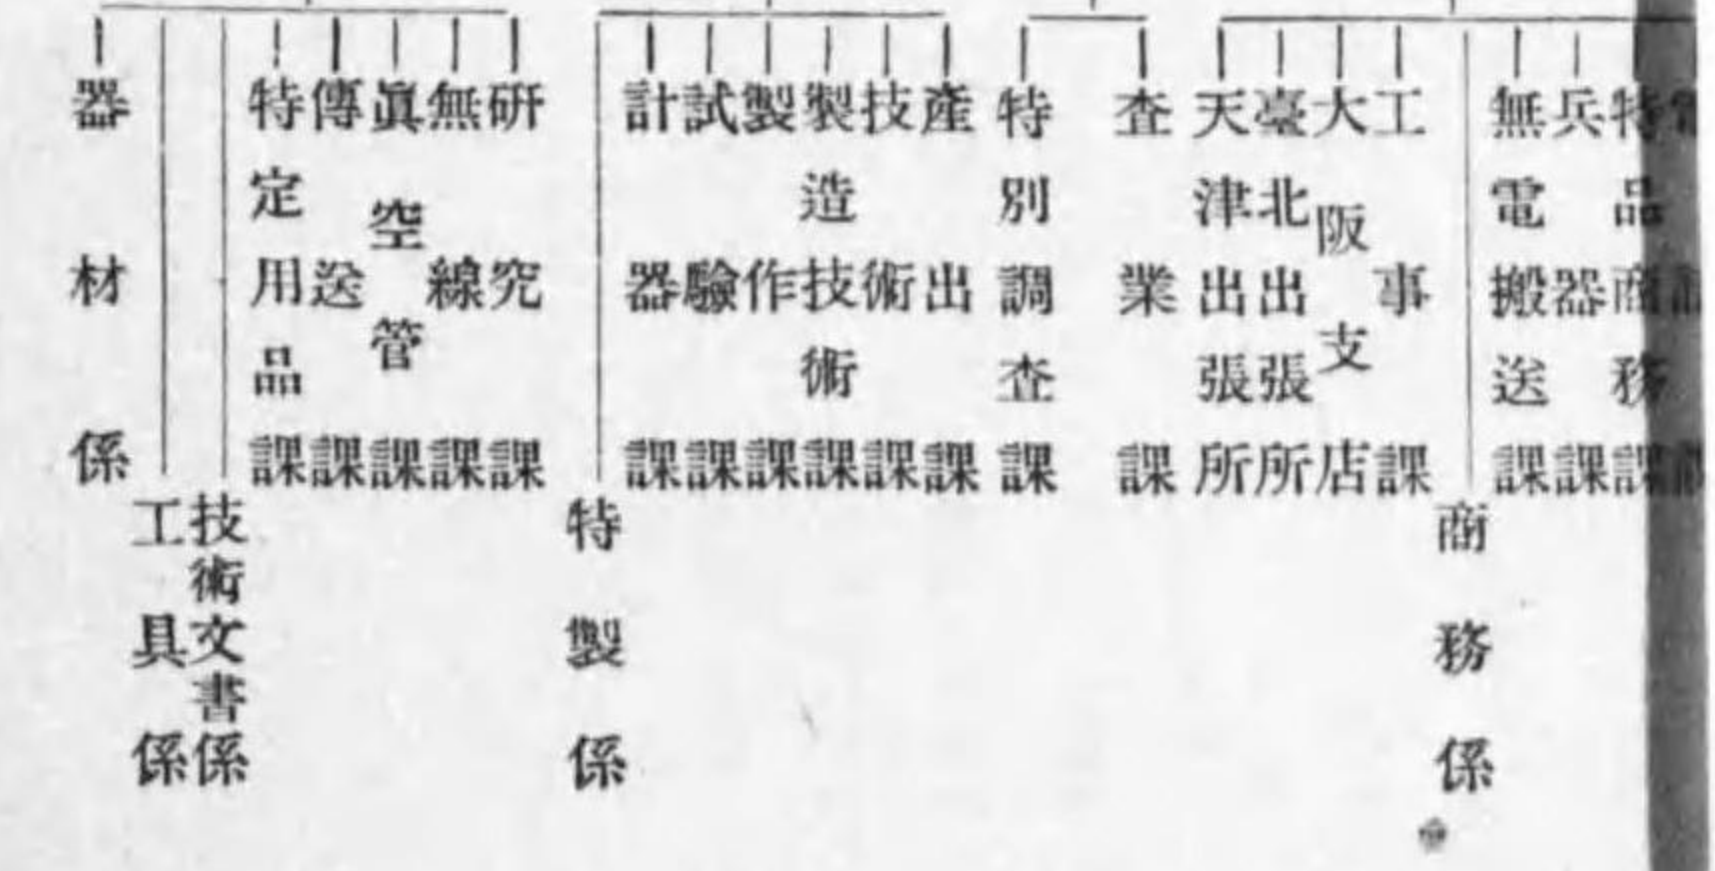 特品商務課
兵器課
無電搬送課
商務係
工事課
大阪支店
臺北出張所
天津出張所
査業課
特別調査課
産出課
技術課
製造技術課
製作課
試驗課
計器課
特製係
研究課
無線課
眞空管課
傳送課
特定用品課
技術文書係
工具係
器材係